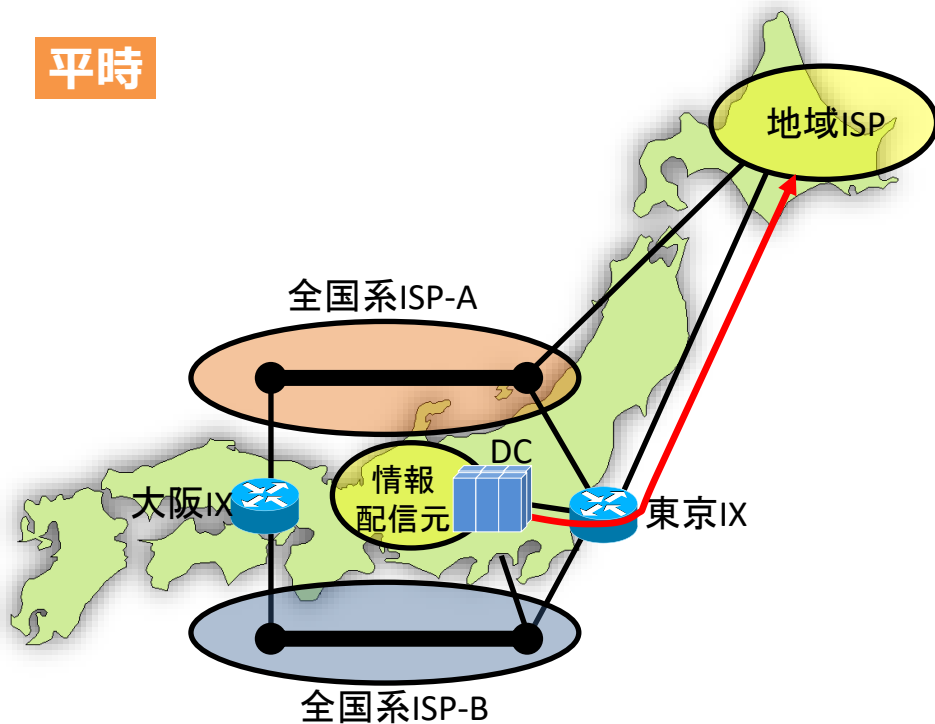 平時
地域ISP
全国系ISP-A
DC
情報
配信元
大阪IX
東京IX
全国系ISP-B